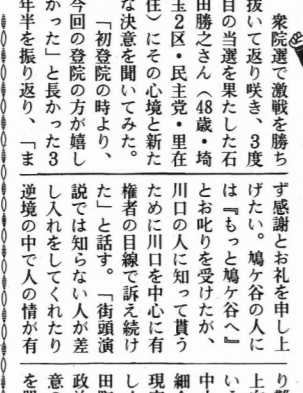 衆院選で激戦を勝ち
抜いて返り咲き、3度
目の当選を果たした石
田勝之さん(48歳・埼
玉2区・民主党・里在
住)にその心境と新た
な決意を聞いてみた。
「初登院の時より、
今回の登院の方が嬉し
かった」と長かった3
年半を振り返り、「ま
ず感謝とお礼を申し上
げたい。鳩ケ谷の人に
は『もっと鳩ケ谷へ』
とお叱りを受けたが、
川口の人に知って貰う
ために川口を中心に有
権者の目線で訴え続け
た」と話す。「街頭演
説では知らない人が差
し入れをしてくれたり
逆境の中で人の情が有